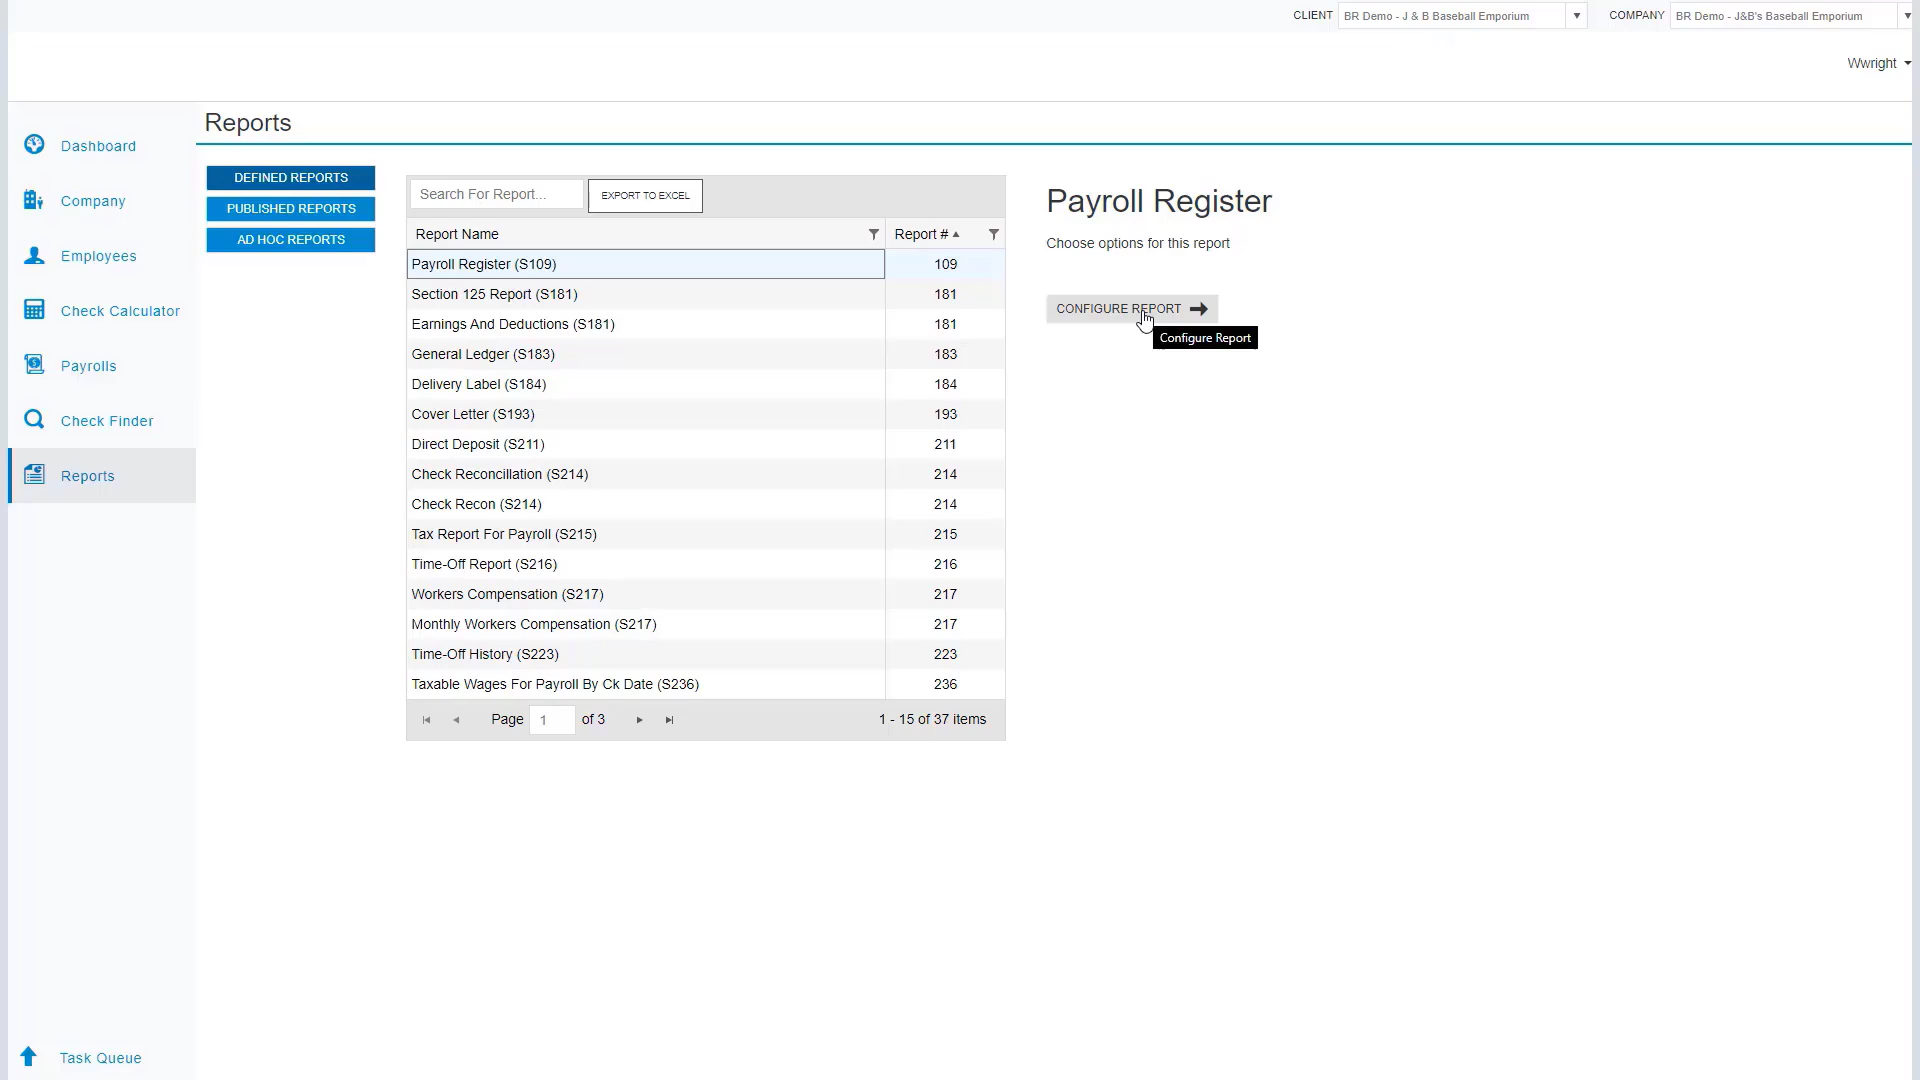 CLIENT BR Demo - J & B Baseball Emporium COMPANY BR Demo - J&B's Baseball Emporium
Wwright
Reports
Dashboard
Company
Employees
Check Calculator
Payrolls
Check Finder
Reports
Task Queue
DEFINED REPORTS
PUBLISHED REPORTS
AD HOC REPORTS
Search For Report... EXPORT TO EXCEL
Report Name Report #
Payroll Register (S109) 109
Section 125 Report (S181) 181
Earnings And Deductions (S181) 181
General Ledger (S183) 183
Delivery Label (S184) 184
Cover Letter (S193) 193
Direct Deposit (S211) 211
Check Reconcillation (S214) 214
Check Recon (S214) 214
Tax Report For Payroll (S215) 215
Time-Off Report (S216) 216
Workers Compensation (S217) 217
Monthly Workers Compensation (S217) 217
Time-Off History (S223) 223
Taxable Wages For Payroll By Ck Date (S236) 236
Page 1 of 3 1 - 15 of 37 items
Payroll Register
Choose options for this report
CONFIGURE REPORT
Configure Report